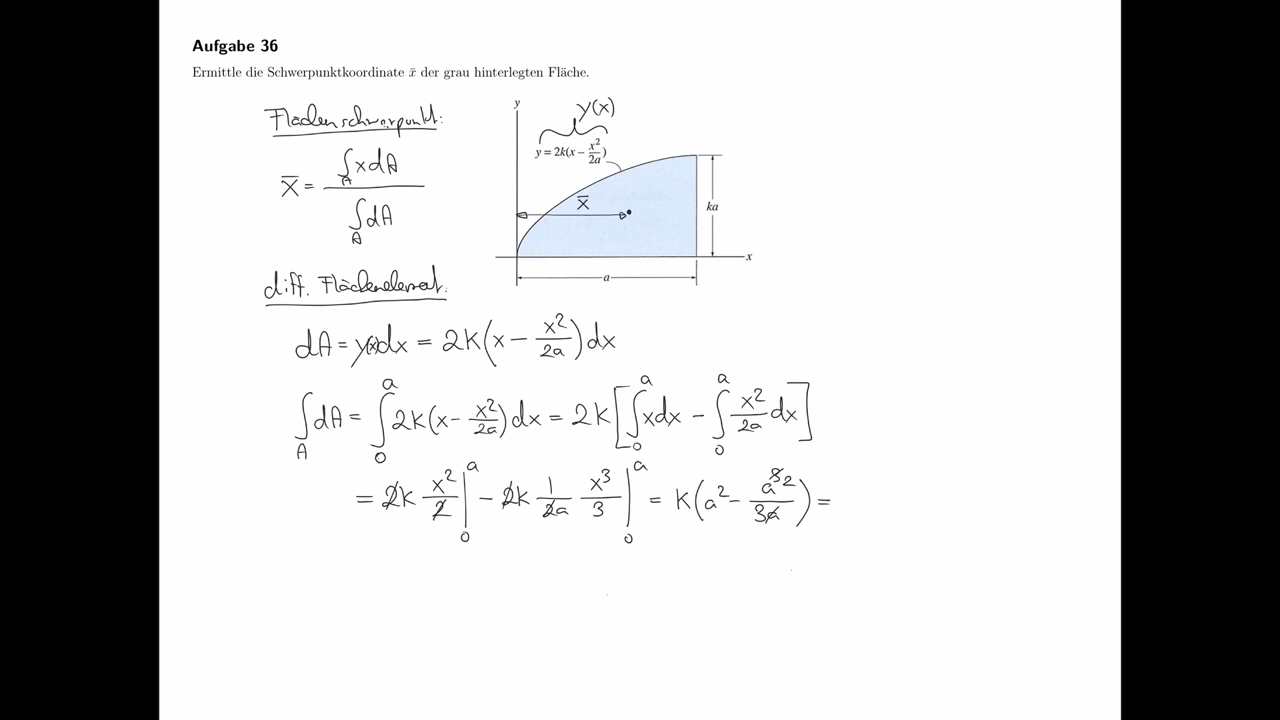 Aufgabe 36
Ermittle die Schwerpunktkoordinate x̄ der grau hinterlegten Fläche.
Flächenschwerpunkt:
x̄ = ∫_A x dA / ∫_A dA
y
y(x)
y = 2k(x − x²/2a)
x̄
ka
x
a
diff. Flächenelement:
dA = y(x)dx = 2k(x − x²/2a) dx
∫_A dA = ∫_0^a 2k(x − x²/2a) dx = 2k[∫_0^a x dx − ∫_0^a x²/2a dx]
= 2k x²/2 |_0^a − 2k 1/2a x³/3 |_0^a = k(a² − a³²/3a) =